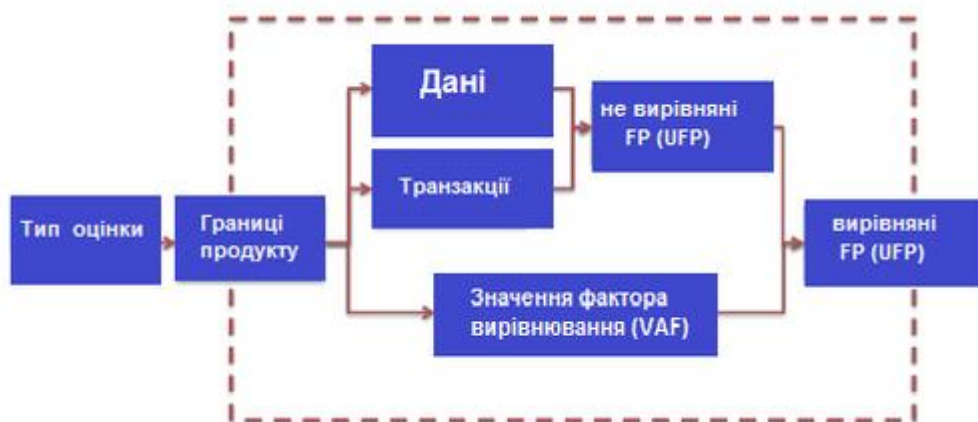 Дані
не вирівняні
FP (UFP)
Транзакції
Тип оцінки
Границі
продукту
вирівняні
FP (UFP)
Значення фактора
вирівнювання (VAF)